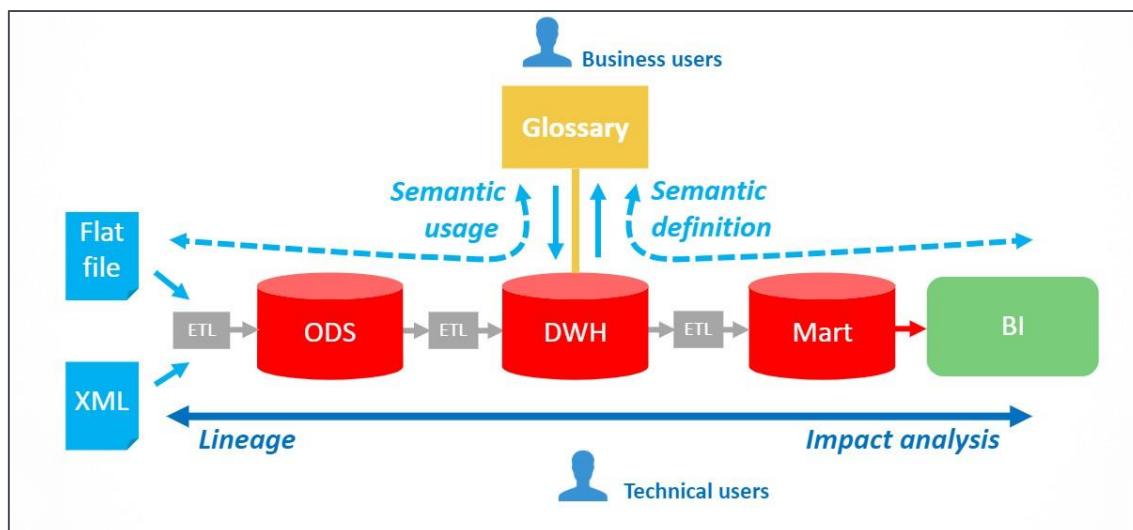 Business users
Glossary
Semantic
usage
Semantic
definition
Flat
file
ETL
ODS
ETL
DWH
ETL
Mart
BI
XML
Lineage
Impact analysis
Technical users